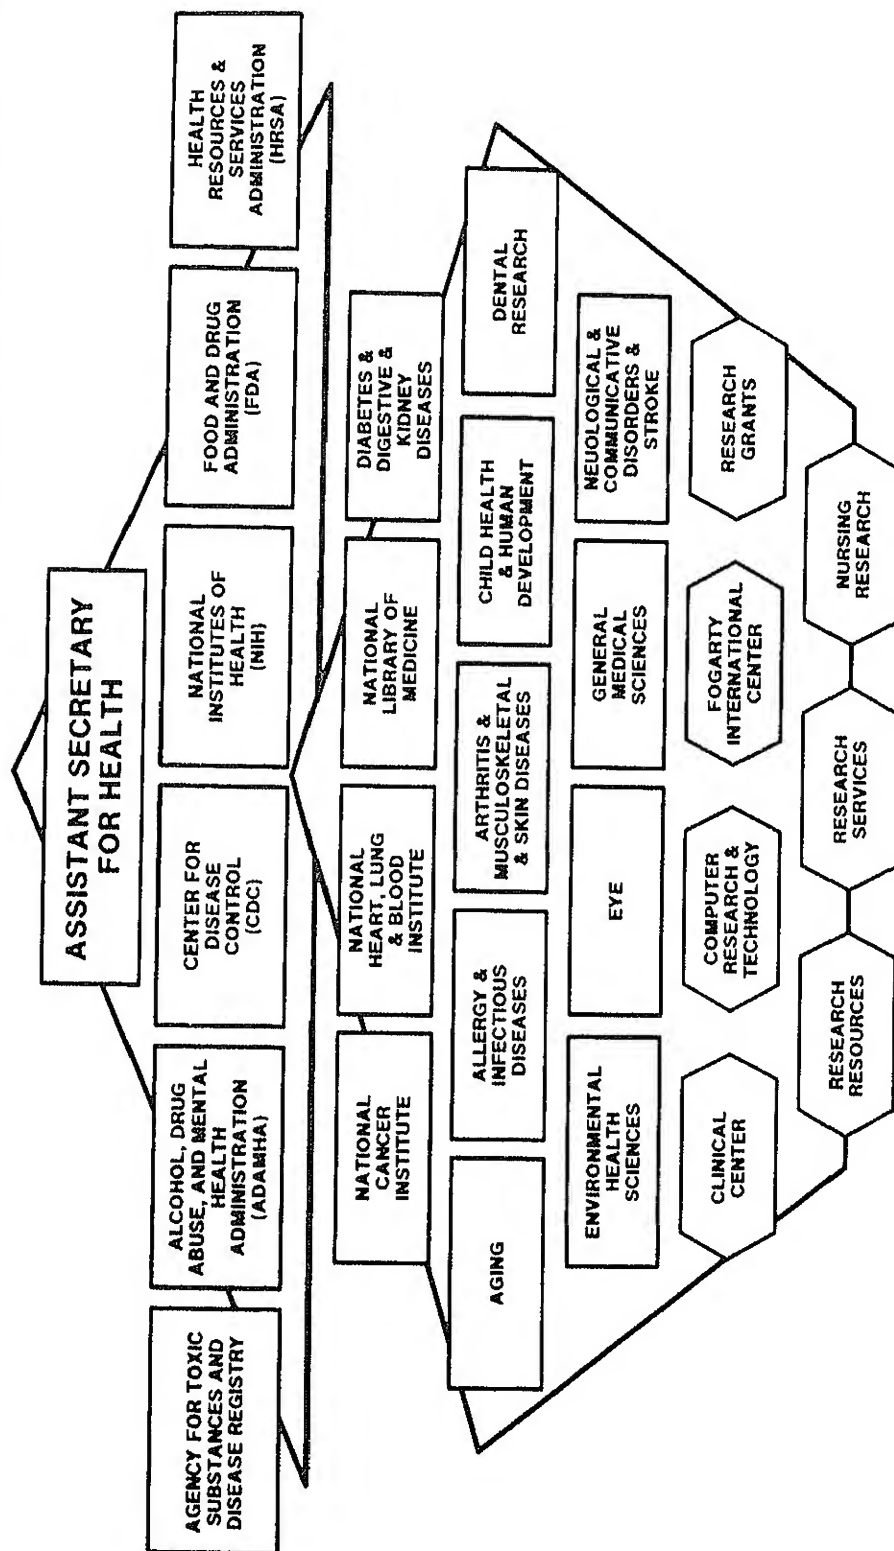 ASSISTANT SECRETARY
FOR HEALTH
AGENCY FOR TOXIC
SUBSTANCES AND
DISEASE REGISTRY
ALCOHOL, DRUG
ABUSE, AND MENTAL
HEALTH
ADMINISTRATION
(ADAMHA)
CENTER FOR
DISEASE
CONTROL
(CDC)
NATIONAL
INSTITUTES OF
HEALTH
(NIH)
FOOD AND DRUG
ADMINISTRATION
(FDA)
HEALTH
RESOURCES &
SERVICES
ADMINISTRATION
(HRSA)
NATIONAL
CANCER
INSTITUTE
NATIONAL
HEART, LUNG
& BLOOD
INSTITUTE
NATIONAL
LIBRARY OF
MEDICINE
DIABETES &
DIGESTIVE &
KIDNEY
DISEASES
AGING
ALLERGY &
INFECTIOUS
DISEASES
ARTHRITIS &
MUSCULOSKELETAL
& SKIN DISEASES
CHILD HEALTH
& HUMAN
DEVELOPMENT
DENTAL
RESEARCH
ENVIRONMENTAL
HEALTH
SCIENCES
EYE
GENERAL
MEDICAL
SCIENCES
NEUOLOGICAL &
COMMUNICATIVE
DISORDERS &
STROKE
CLINICAL
CENTER
COMPUTER
RESEARCH &
TECHNOLOGY
FOGARTY
INTERNATIONAL
CENTER
RESEARCH
GRANTS
RESEARCH
RESOURCES
RESEARCH
SERVICES
NURSING
RESEARCH